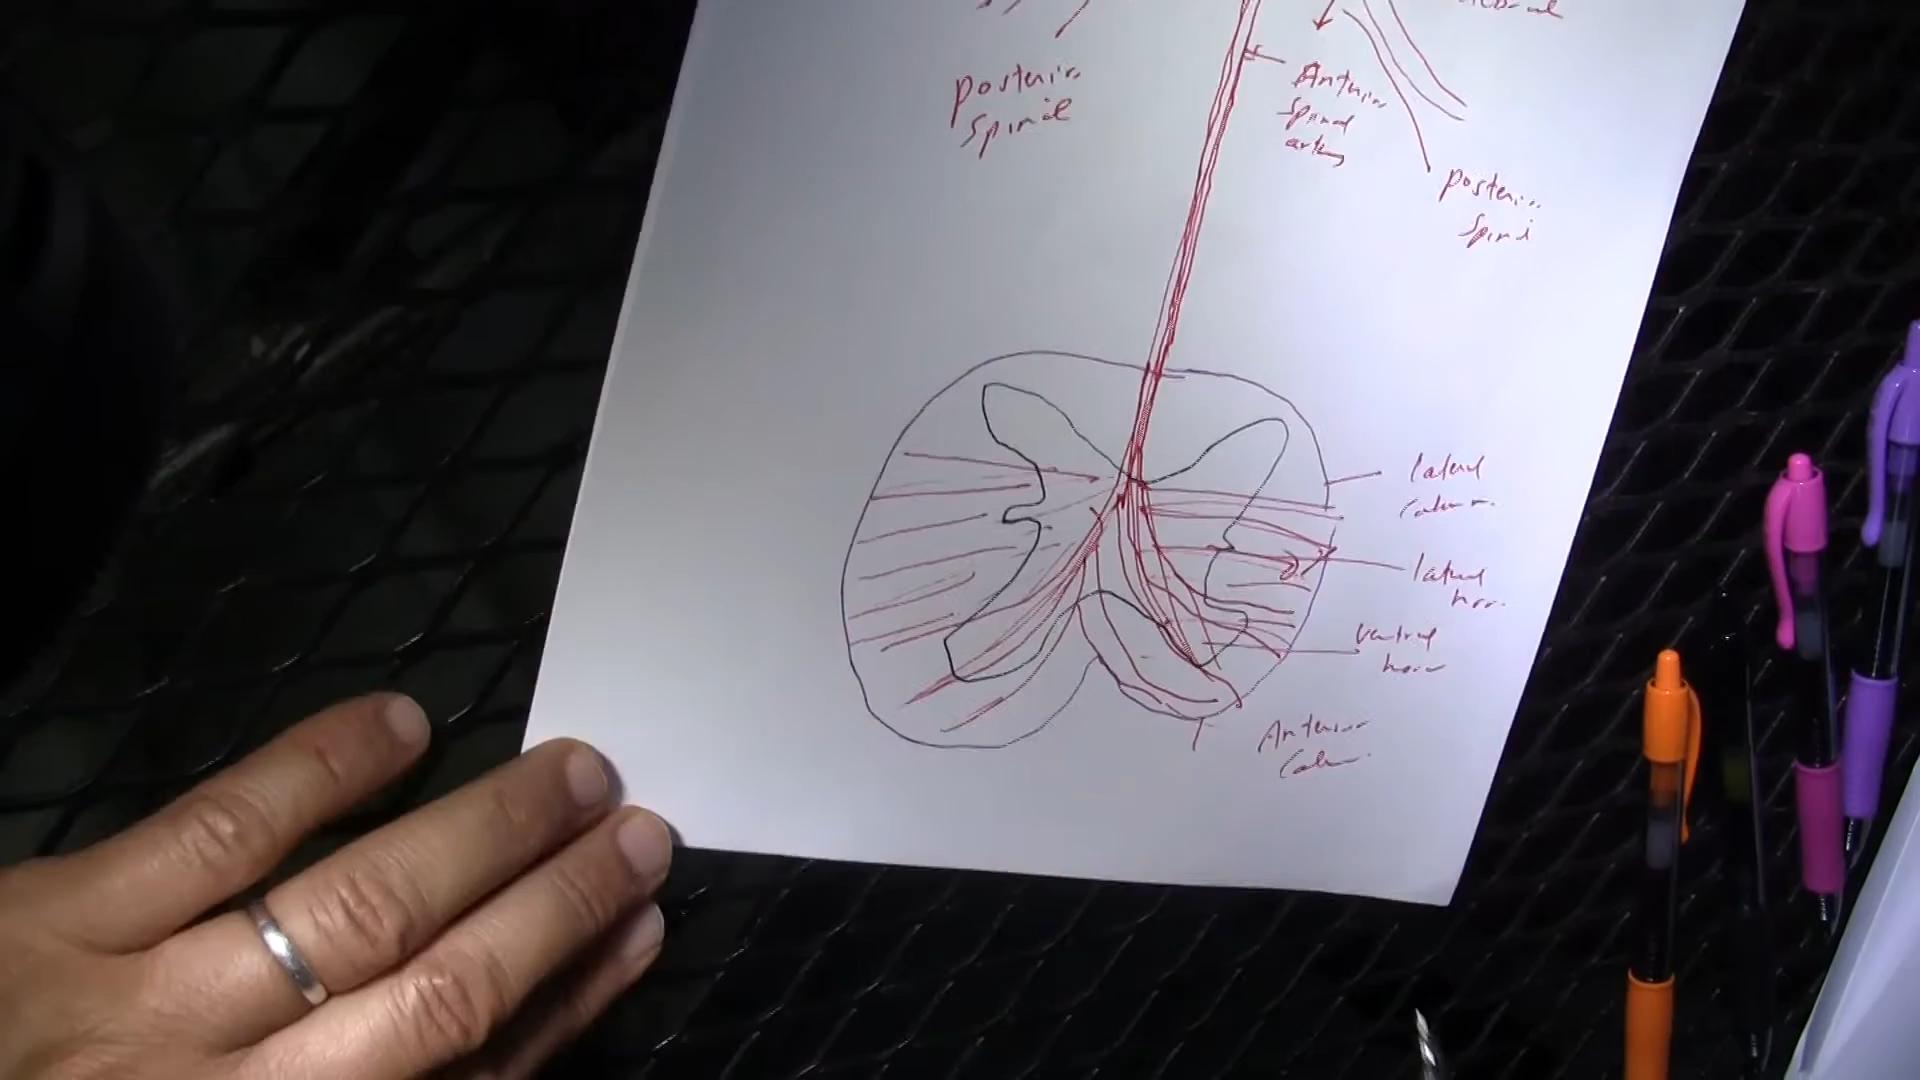 posterior
spinal
Anterior
spinal
artery
posterior
spinal
lateral
column
lateral
horn
ventral
horn
Anterior
Column